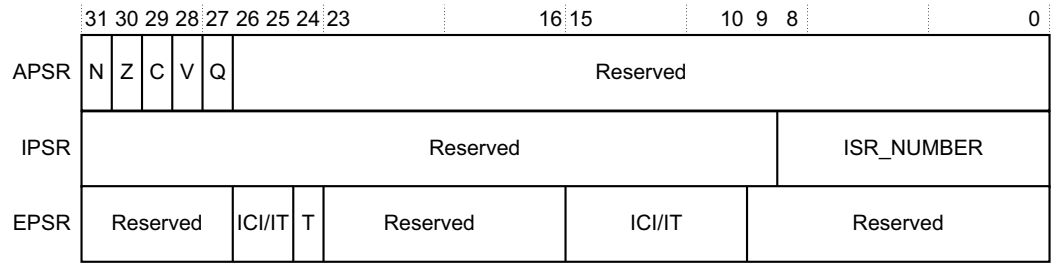 31 30 29 28 27 26 25 24 23 16 15 10 9 8 0
APSR N Z C V Q Reserved
IPSR Reserved ISR_NUMBER
EPSR Reserved ICI/IT T Reserved ICI/IT Reserved